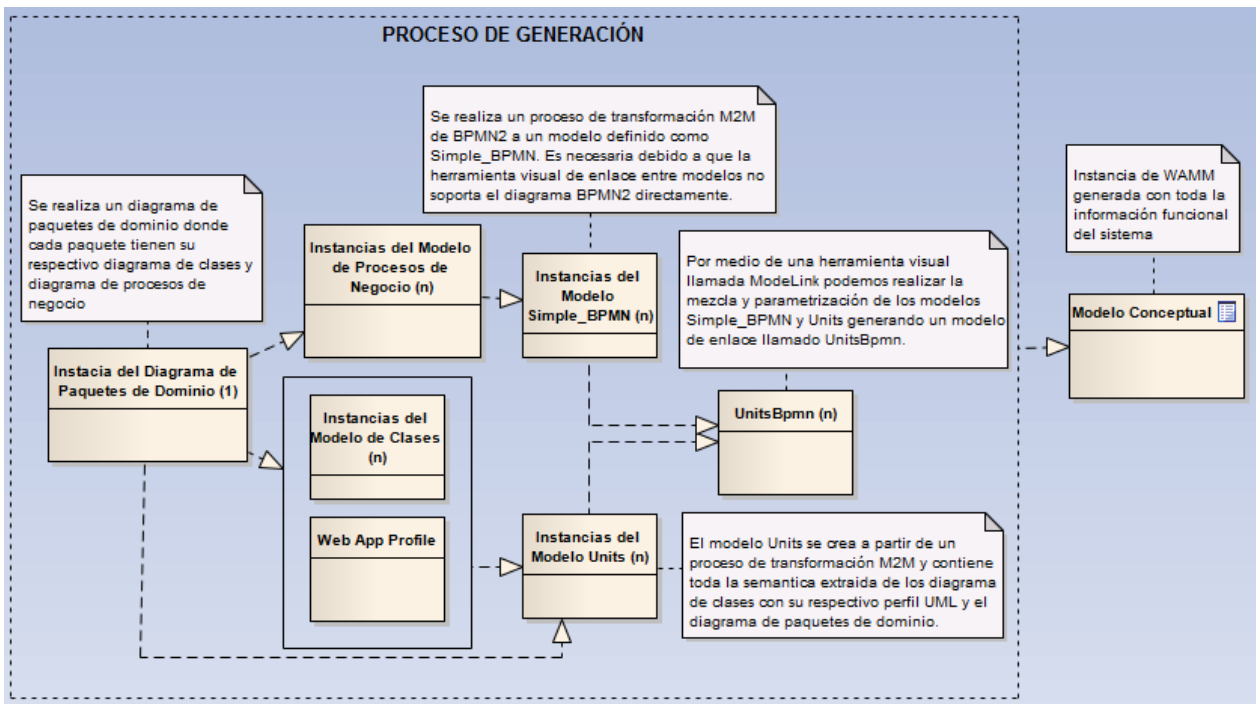 PROCESO DE GENERACIÓN
Se realiza un proceso de transformación M2M
de BPMN2 a un modelo definido como
Simple_BPMN. Es necesaria debido a que la
herramienta visual de enlace entre modelos no
soporta el diagrama BPMN2 directamente.
Instancia de WAMM
generada con toda la
información funcional
del sistema
Se realiza un diagrama de
paquetes de dominio donde
cada paquete tienen su
respectivo diagrama de clases y
diagrama de procesos de
negocio
Instancias del Modelo
de Procesos de
Negocio (n)
Instancias del
Modelo
Simple_BPMN (n)
Por medio de una herramienta visual
llamada ModeLink podemos realizar la
mezcla y parametrización de los modelos
Simple_BPMN y Units generando un modelo
de enlace llamado UnitsBpmn.
Modelo Conceptual
Instacia del Diagrama de
Paquetes de Dominio (1)
Instancias del
Modelo de Clases
(n)
UnitsBpmn (n)
Web App Profile
Instancias del
Modelo Units (n)
El modelo Units se crea a partir de un
proceso de transformación M2M y contiene
toda la semantica extraida de los diagrama
de clases con su respectivo perfil UML y el
diagrama de paquetes de dominio.